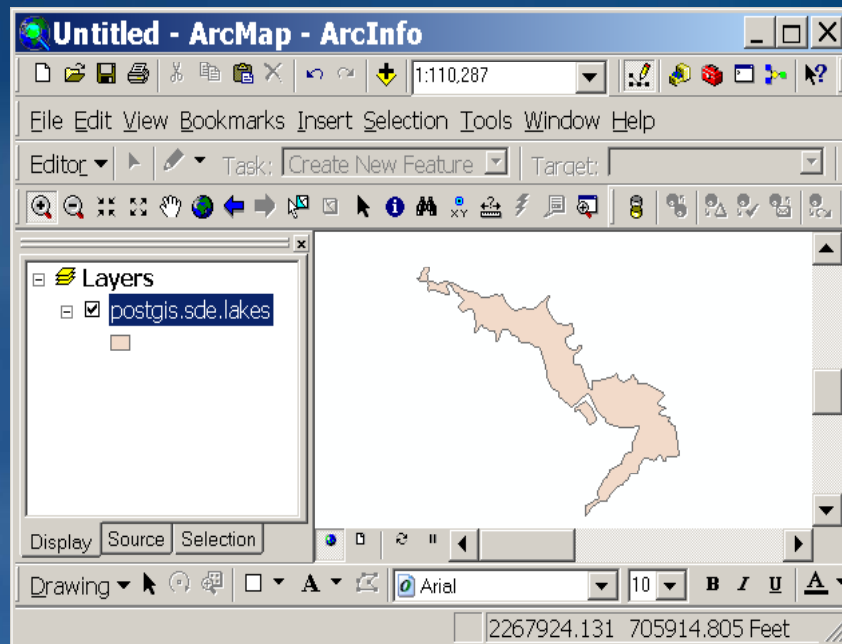 Untitled - ArcMap - ArcInfo
1:110,287
File Edit View Bookmarks Insert Selection Tools Window Help
Editor Task: Create New Feature Target:
XY
Layers
postgis.sde.lakes
Display Source Selection
Drawing A Arial 10 B I U A
2267924.131 705914.805 Feet